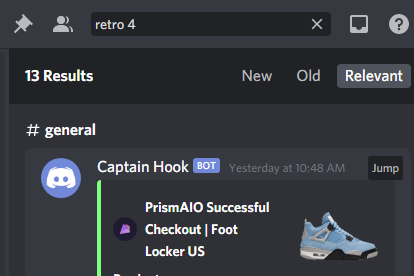 retro 4
13 Results
New
Old
Relevant
# general
Captain Hook BOT Yesterday at 10:48 AM
Jump
PrismAIO Successful
Checkout | Foot
Locker US